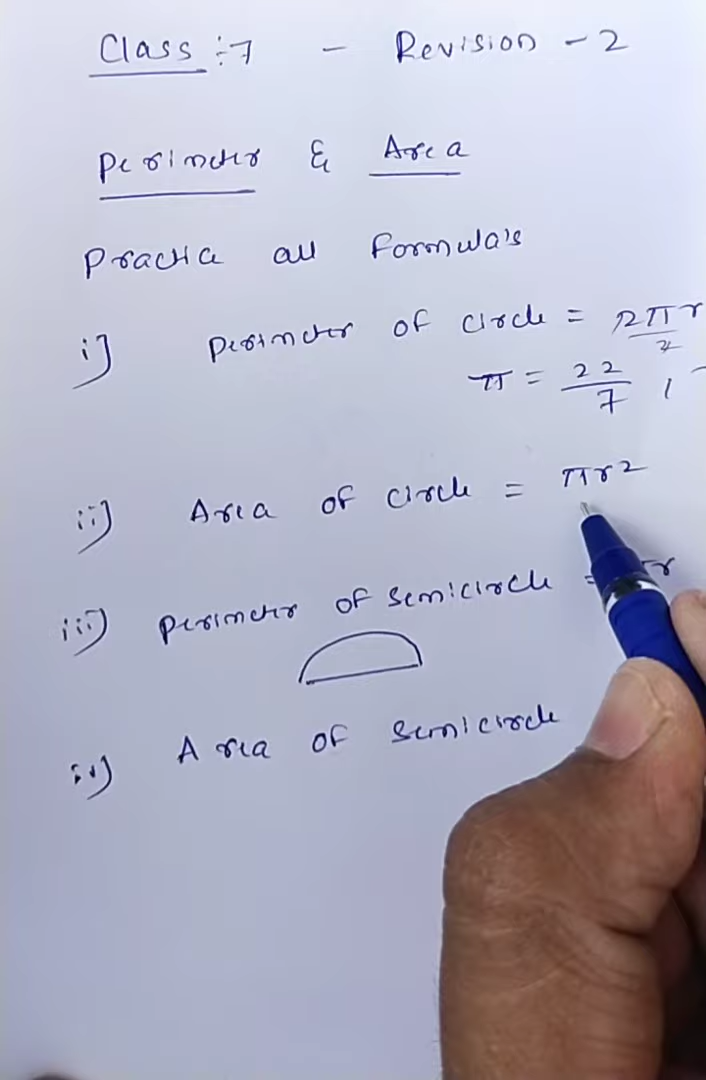 Class :- 7 - Revision - 2
Perimeter & Area
Practice all Formula's
i] Perimeter of circle = 2πr
π = 22/7 ,
ii] Area of circle = πr²
iii] Perimeter of semicircle = πr
iv] Area of semicircle